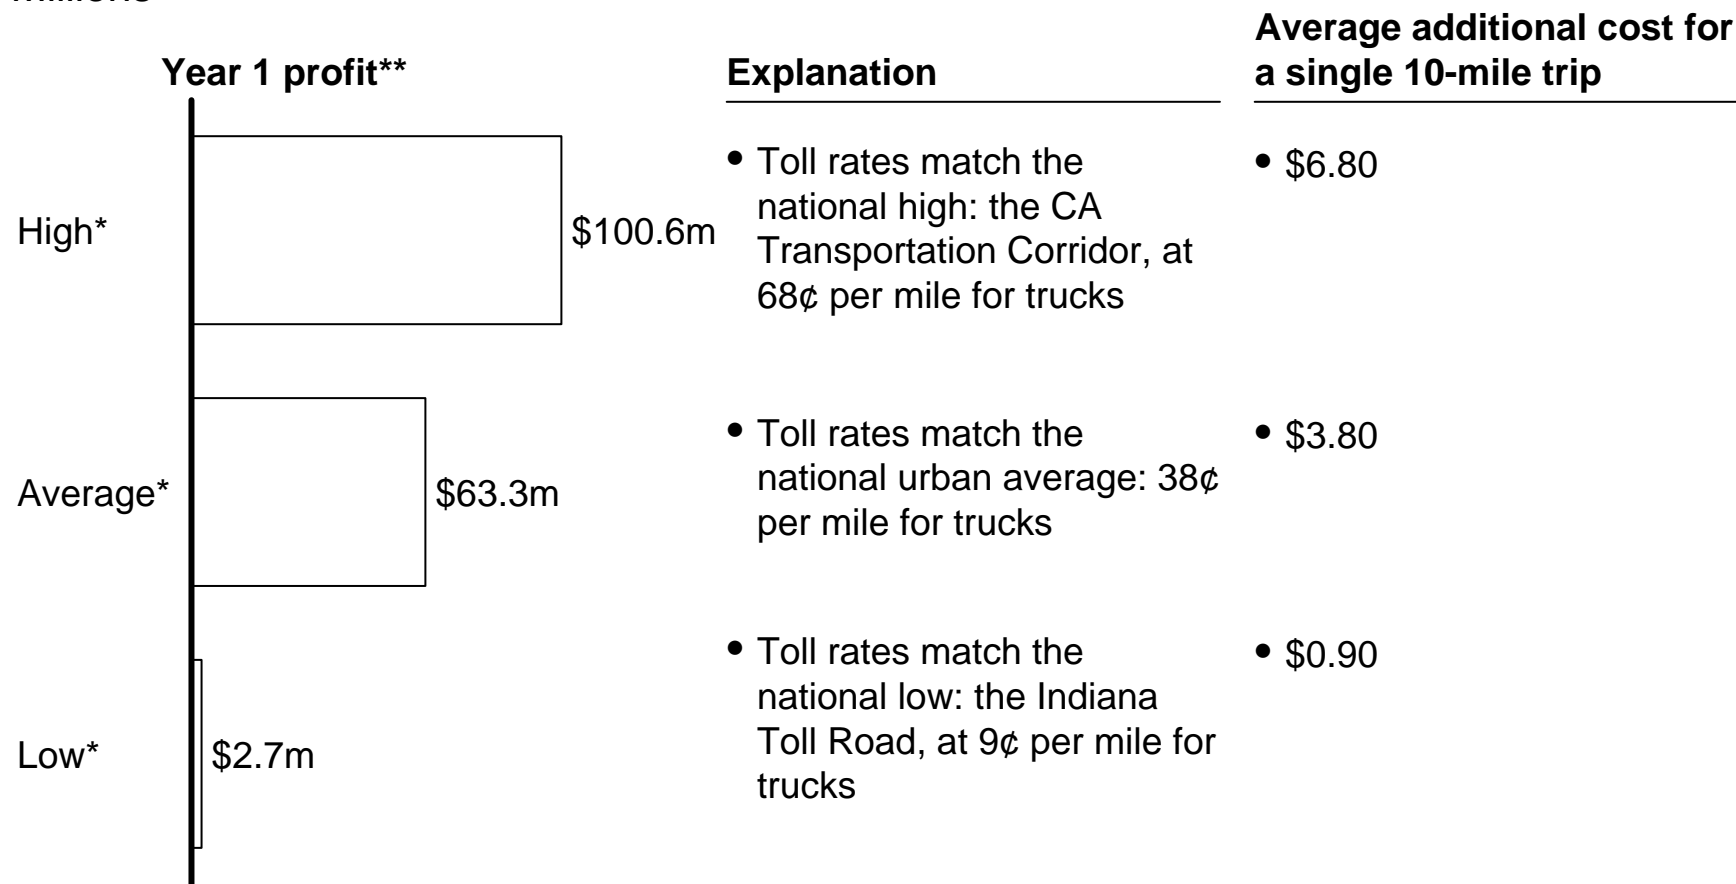 Year 1 profit**
Explanation
Average additional cost for
a single 10-mile trip
High*
$100.6m
• Toll rates match the
national high: the CA
Transportation Corridor, at
68¢ per mile for trucks
• $6.80
Average*
$63.3m
• Toll rates match the
national urban average: 38¢
per mile for trucks
• $3.80
Low*
$2.7m
• Toll rates match the
national low: the Indiana
Toll Road, at 9¢ per mile for
trucks
• $0.90